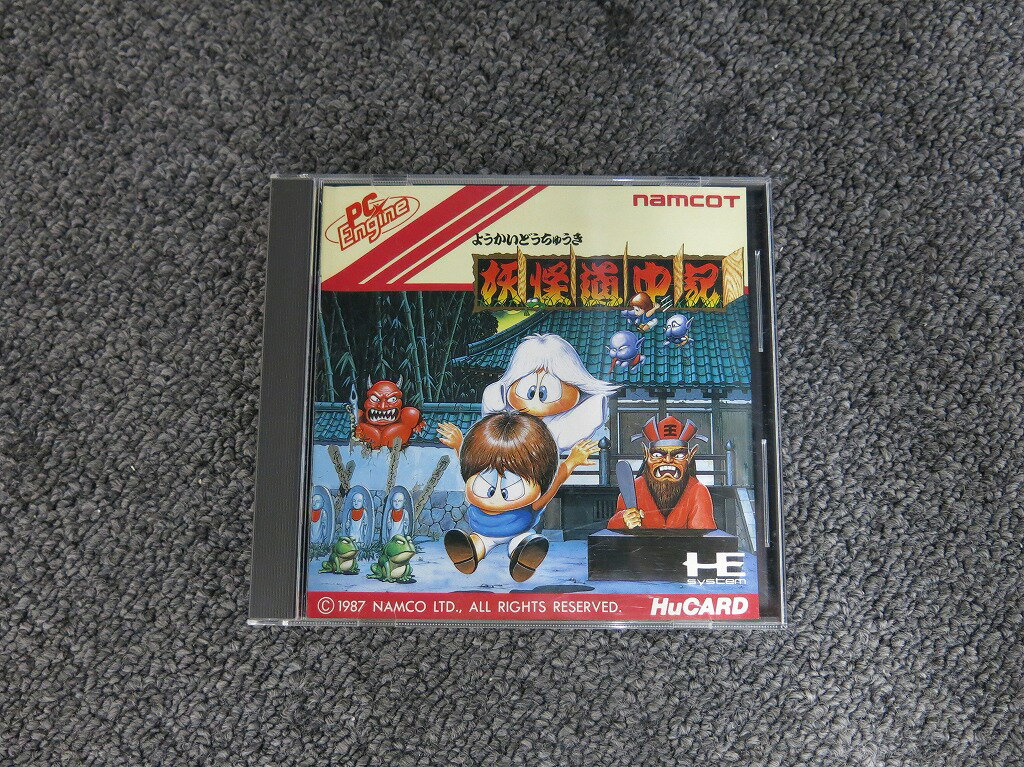 PC Engine
namcot
ようかいどうちゅうき
妖怪道中記
王
HE system
© 1987 NAMCO LTD., ALL RIGHTS RESERVED.
HuCARD